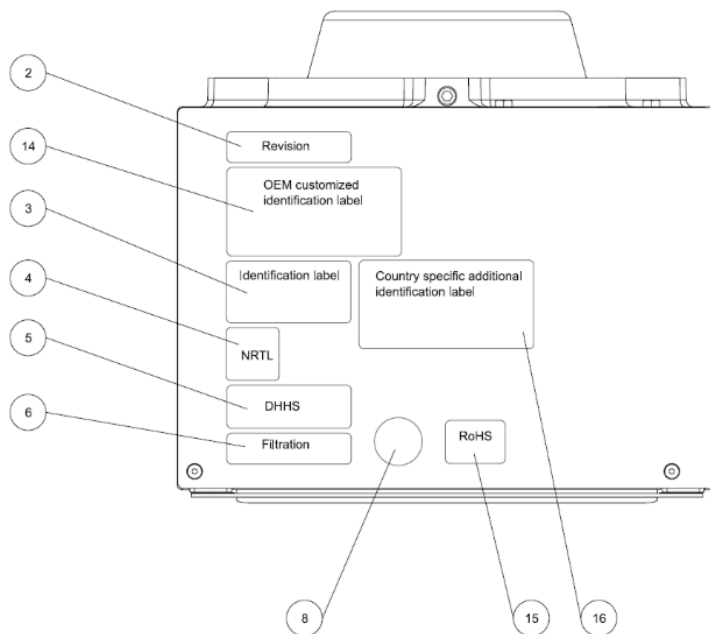 2
Revision
14
OEM customized
identification label
3
Identification label
Country specific additional
identification label
4
NRTL
5
DHHS
6
Filtration
RoHS
8
15
16